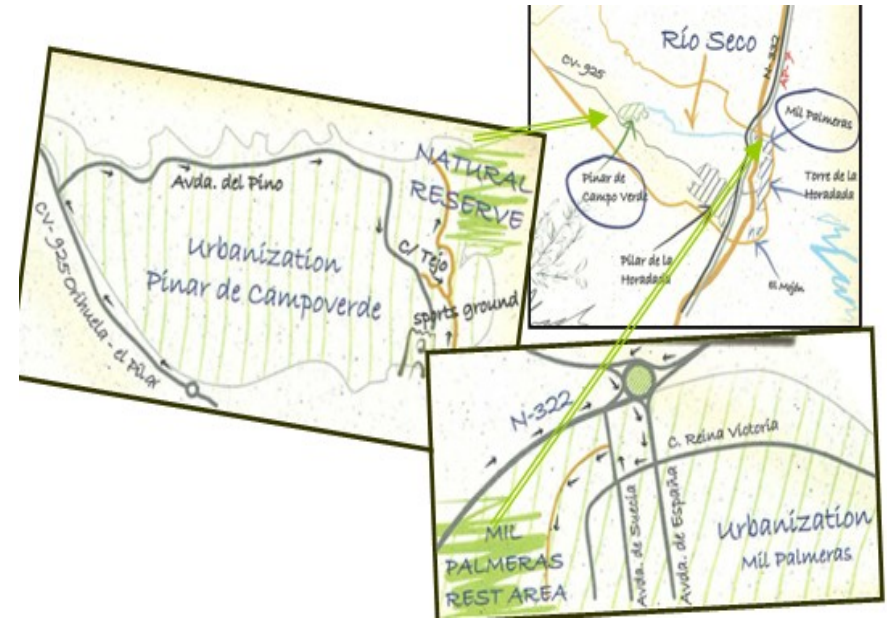 NATURAL
RESERVE
Avda. del Pino
C/ Tejo
Urbanization
Pinar de Campoverde
sports ground
CV-925 Orihuela - el Pilar
Río Seco
CV-925
N-332
AP-7
Mil Palmeras
Pinar de
Campo Verde
Torre de la
Horadada
Pilar de la
Horadada
El Mojón
N-322
C. Reina Victoria
Avda. de Suecia
Avda. de España
Urbanization
Mil Palmeras
MIL
PALMERAS
REST AREA